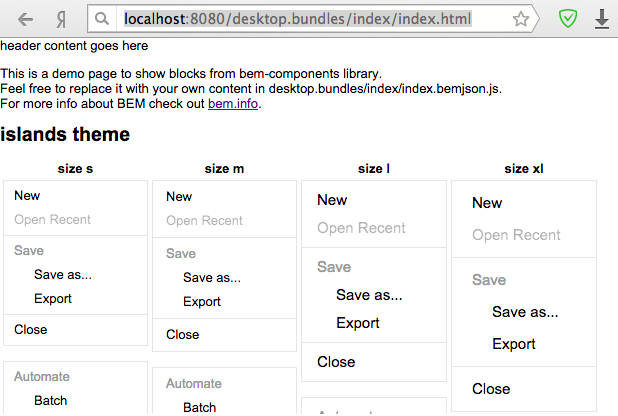 Я
localhost:8080/desktop.bundles/index/index.html
header content goes here
This is a demo page to show blocks from bem-components library.
Feel free to replace it with your own content in desktop.bundles/index/index.bemjson.js.
For more info about BEM check out bem.info.
islands theme
size s
New
Open Recent
Save
Save as...
Export
Close
Automate
Batch
size m
New
Open Recent
Save
Save as...
Export
Close
Automate
Batch
size l
New
Open Recent
Save
Save as...
Export
Close
Automate
size xl
New
Open Recent
Save
Save as...
Export
Close